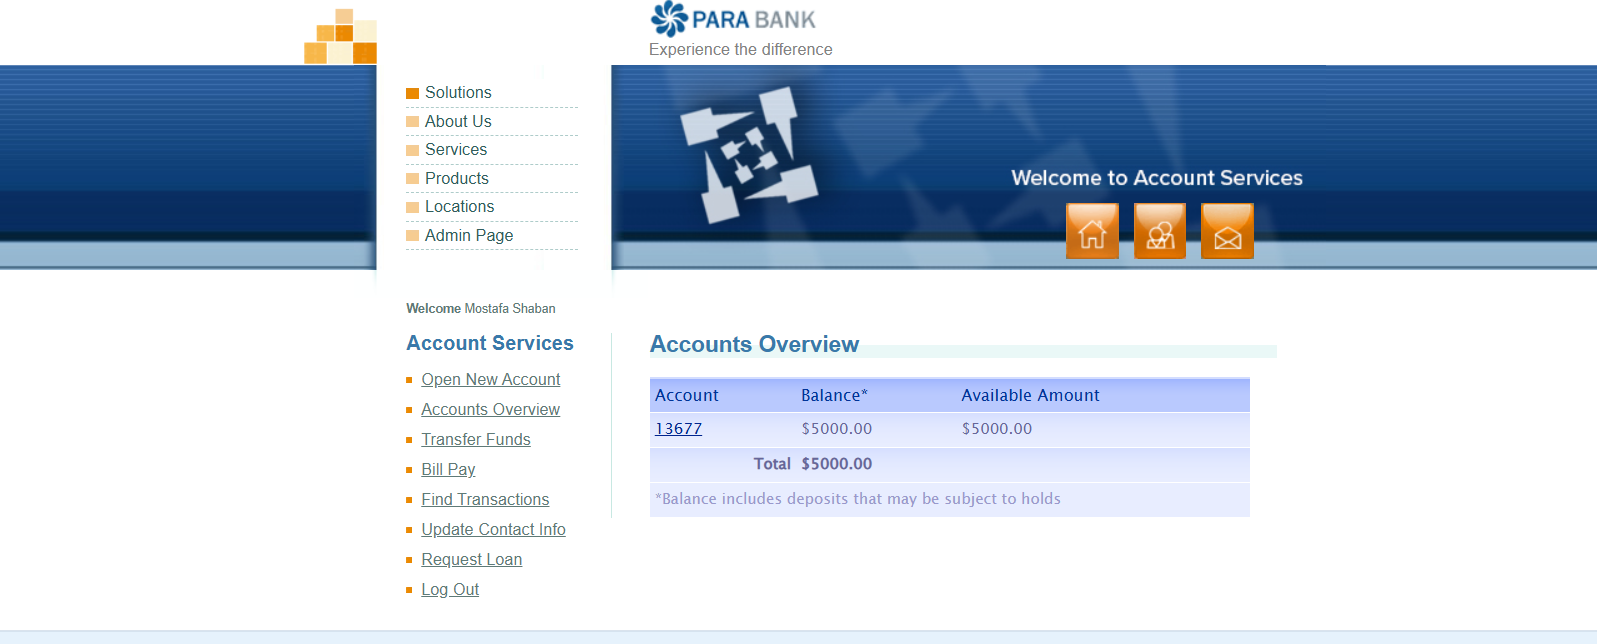 PARA BANK
Experience the difference
Solutions
About Us
Services
Products
Locations
Admin Page
Welcome to Account Services
Welcome Mostafa Shaban
Account Services
Open New Account
Accounts Overview
Transfer Funds
Bill Pay
Find Transactions
Update Contact Info
Request Loan
Log Out
Accounts Overview
Account Balance* Available Amount
13677 $5000.00 $5000.00
Total $5000.00
*Balance includes deposits that may be subject to holds